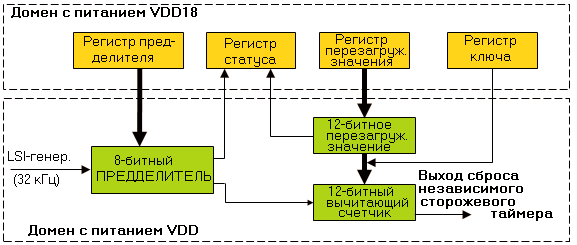 Домен с питанием VDD18
Регистр пред-
делителя
Регистр
статуса
Регистр
перезагруж.
значения
Регистр
ключа
12-битное
перезагруж.
значение
LSI-генер.
(32 кГц)
8-битный
ПРЕДДЕЛИТЕЛЬ
12-битный
вычитающий
счетчик
Выход сброса
независимого
сторожевого
таймера
Домен с питанием VDD